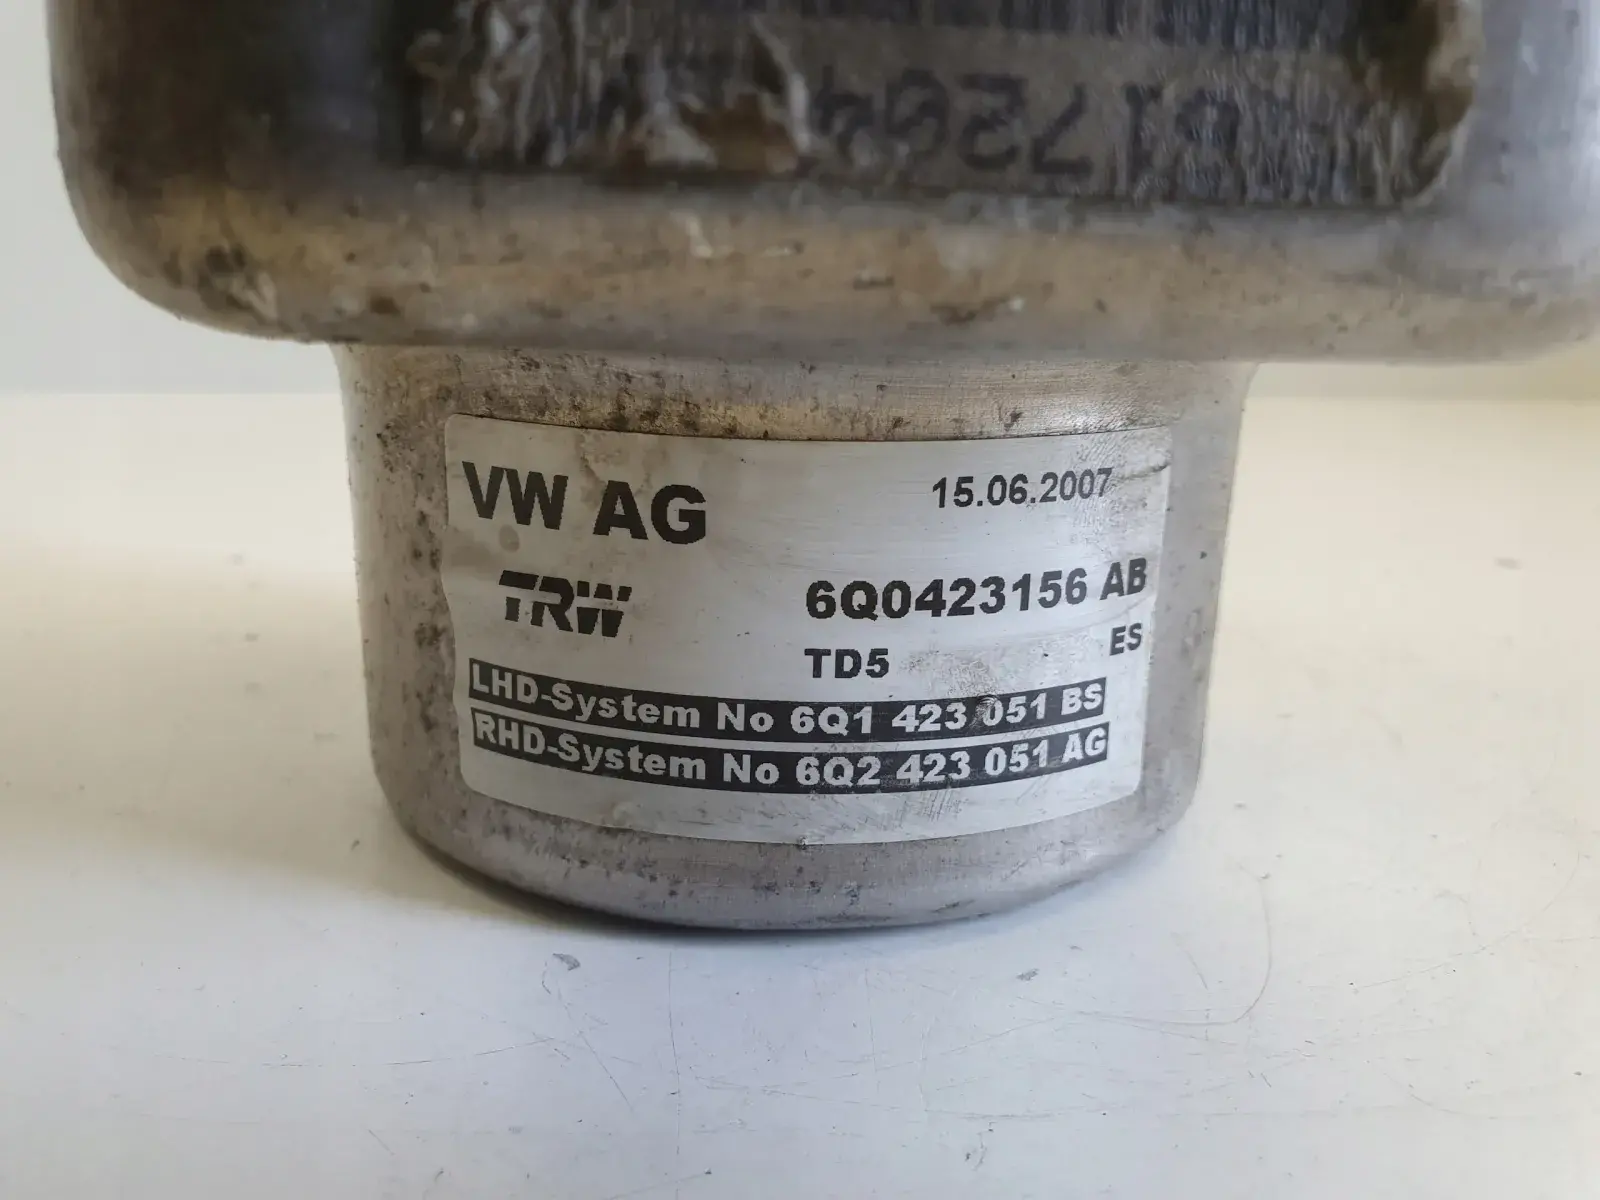 VW AG 15.06.2007
TRW 6Q0423156 AB
TD5 ES
LHD-System No 6Q1 423 051 BS
RHD-System No 6Q2 423 051 AG